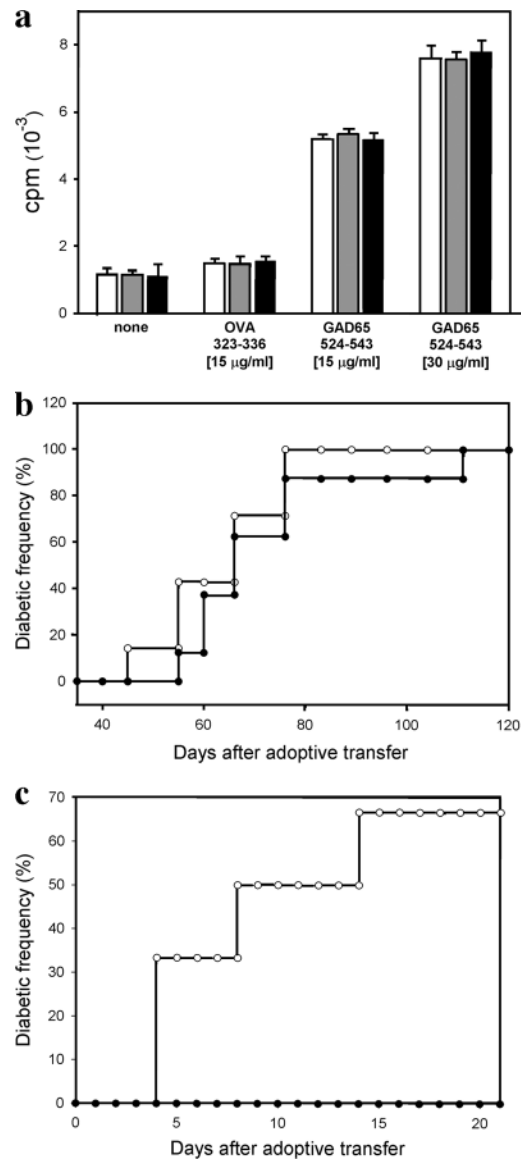 a
cpm (10⁻³)
8
6
4
2
0
none
OVA
323-336
[15 µg/ml]
GAD65
524-543
[15 µg/ml]
GAD65
524-543
[30 µg/ml]
b
Diabetic frequency (%)
120
100
80
60
40
20
0
40 60 80 100 120
Days after adoptive transfer
c
Diabetic frequency (%)
70
60
50
40
30
20
10
0
0 5 10 15 20
Days after adoptive transfer